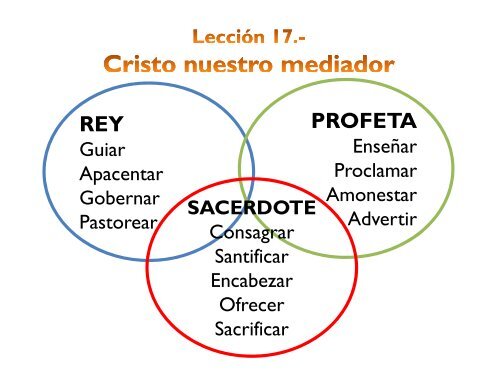 Lección 17.-
Cristo nuestro mediador
REY
Guiar
Apacentar
Gobernar
Pastorear
PROFETA
Enseñar
Proclamar
Amonestar
Advertir
SACERDOTE
Consagrar
Santificar
Encabezar
Ofrecer
Sacrificar